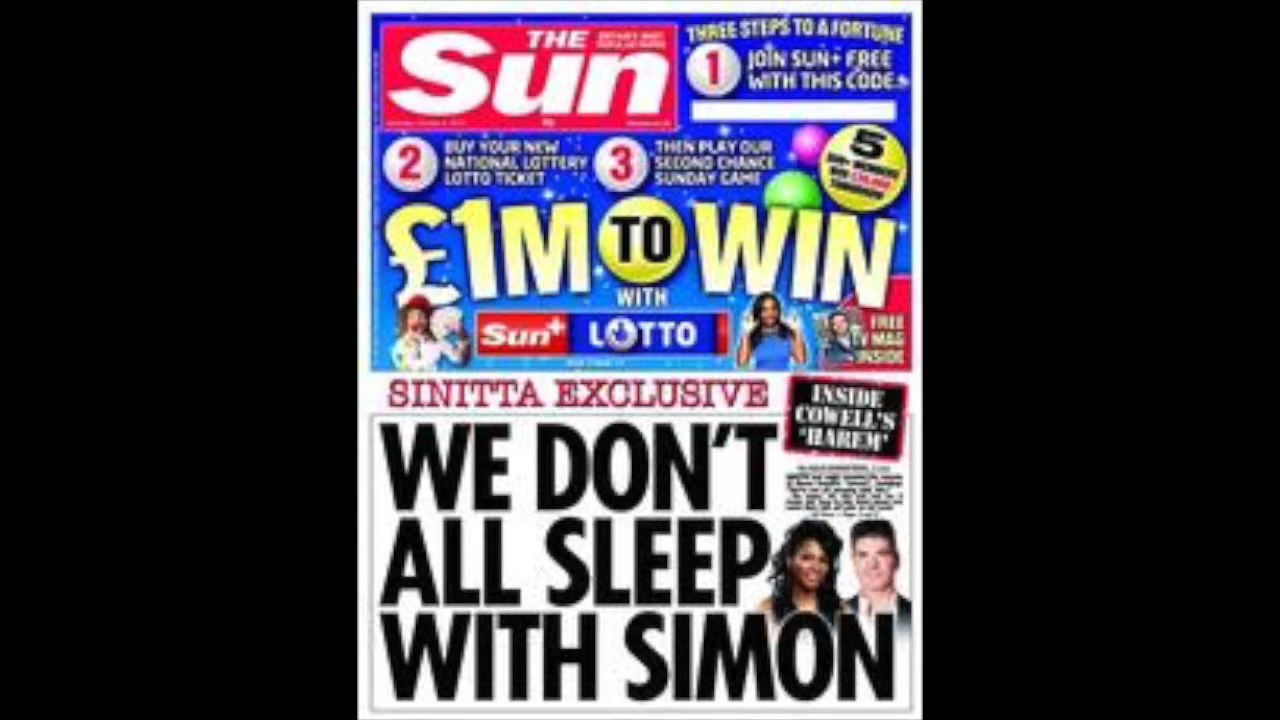 THE
Sun
THREE STEPS TO A FORTUNE
1 JOIN SUN+ FREE
WITH THIS CODE
2 BUY YOUR NEW
NATIONAL LOTTERY
LOTTO TICKET
3 THEN PLAY OUR
SECOND CHANCE
SUNDAY GAME
5
£1M TO WIN
WITH
Sun+ LOTTO
FREE
TV MAG
INSIDE
SINITTA EXCLUSIVE
INSIDE
COWELL'S
'HAREM'
WE DON'T
ALL SLEEP
WITH SIMON